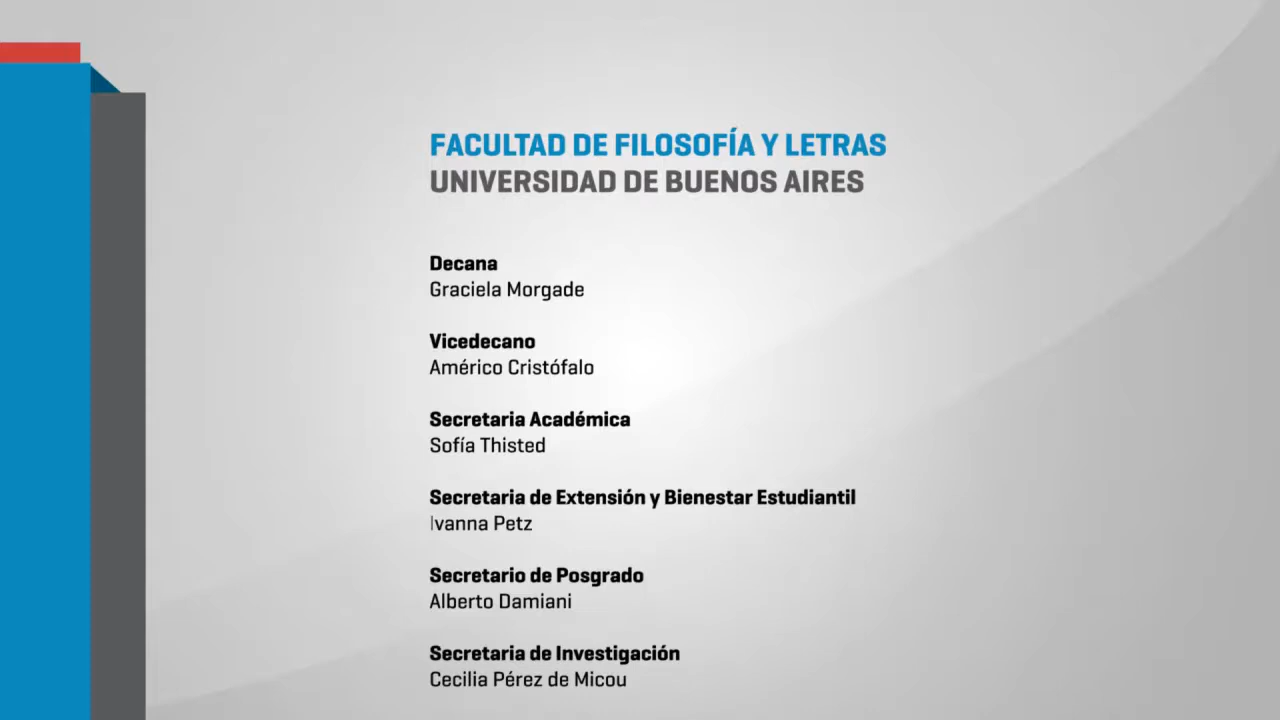 FACULTAD DE FILOSOFÍA Y LETRAS
UNIVERSIDAD DE BUENOS AIRES
Decana
Graciela Morgade
Vicedecano
Américo Cristófalo
Secretaria Académica
Sofía Thisted
Secretaria de Extensión y Bienestar Estudiantil
Ivanna Petz
Secretario de Posgrado
Alberto Damiani
Secretaria de Investigación
Cecilia Pérez de Micou